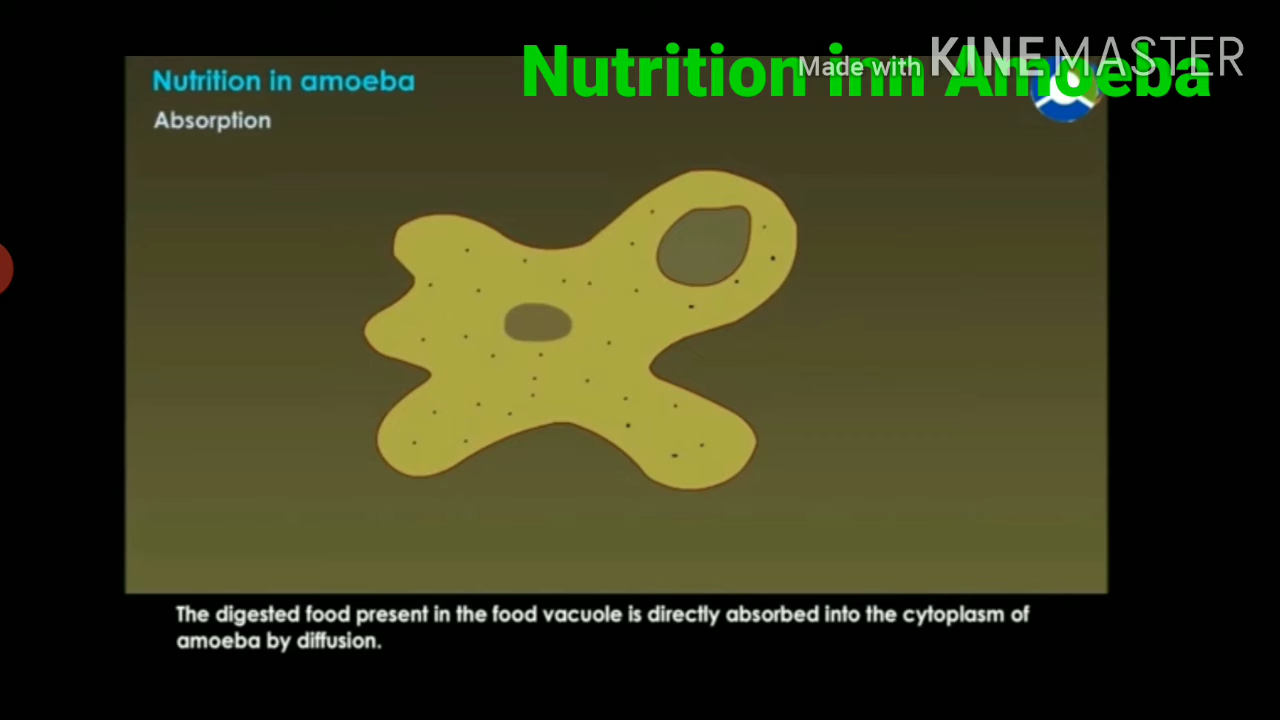 Nutrition inn Amoeba
Made with KINEMASTER
Nutrition in amoeba
Absorption
The digested food present in the food vacuole is directly absorbed into the cytoplasm of
amoeba by diffusion.